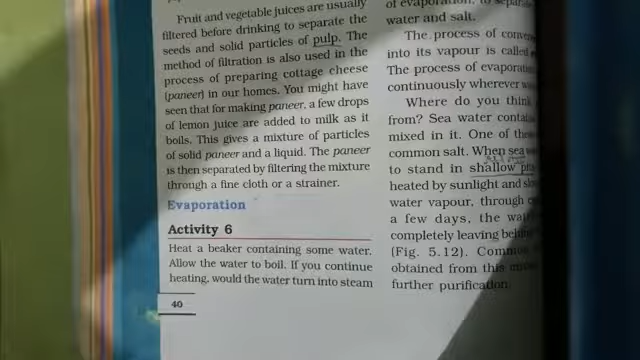 Fruit and vegetable juices are usually
filtered before drinking to separate the
seeds and solid particles of pulp. The
method of filtration is also used in the
process of preparing cottage cheese
(paneer) in our homes. You might have
seen that for making paneer, a few drops
of lemon juice are added to milk as it
boils. This gives a mixture of particles
of solid paneer and a liquid. The paneer
is then separated by filtering the mixture
through a fine cloth or a strainer.
Evaporation
Activity 6
Heat a beaker containing some water.
Allow the water to boil. If you continue
heating, would the water turn into steam
40
of evaporation, to separate
water and salt.
The process of
into its vapour is called
The process of
continuously wherever
Where do you think
from? Sea water
mixed in it. One of
common salt. When sea
to stand in shallow
heated by sunlight and
water vapour, through
a few days, the
completely leaving
(Fig. 5.12). Common
obtained from this
further purification.